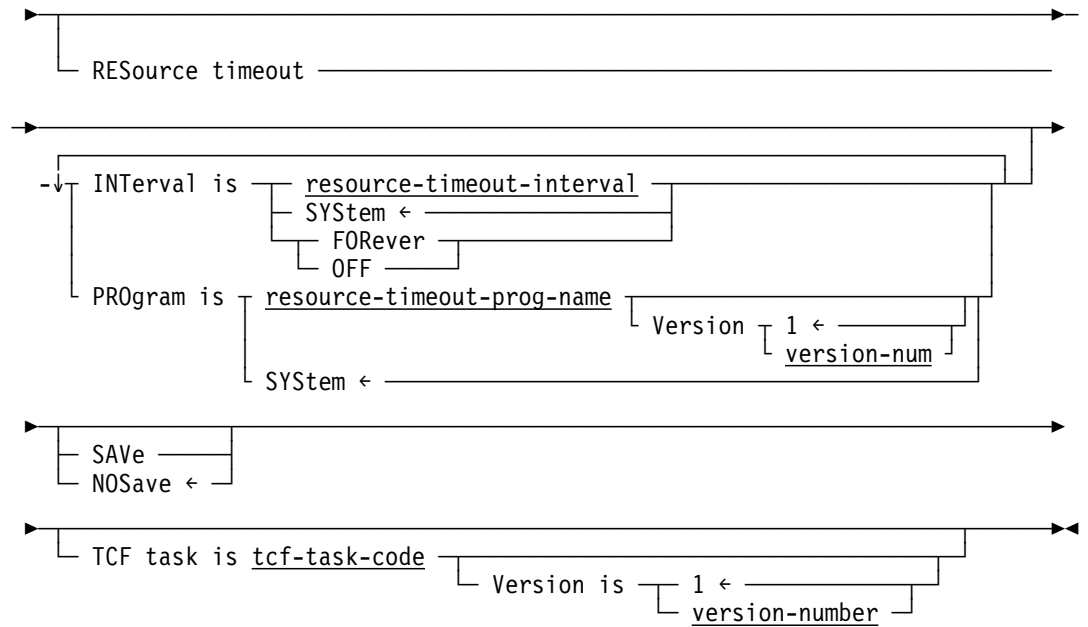 RESource timeout
INTerval is resource-timeout-interval
SYStem ←
FORever
OFF
PROgram is resource-timeout-prog-name
Version 1 ←
version-num
SYStem ←
SAVe
NOSave ←
TCF task is tcf-task-code
Version is 1 ←
version-number